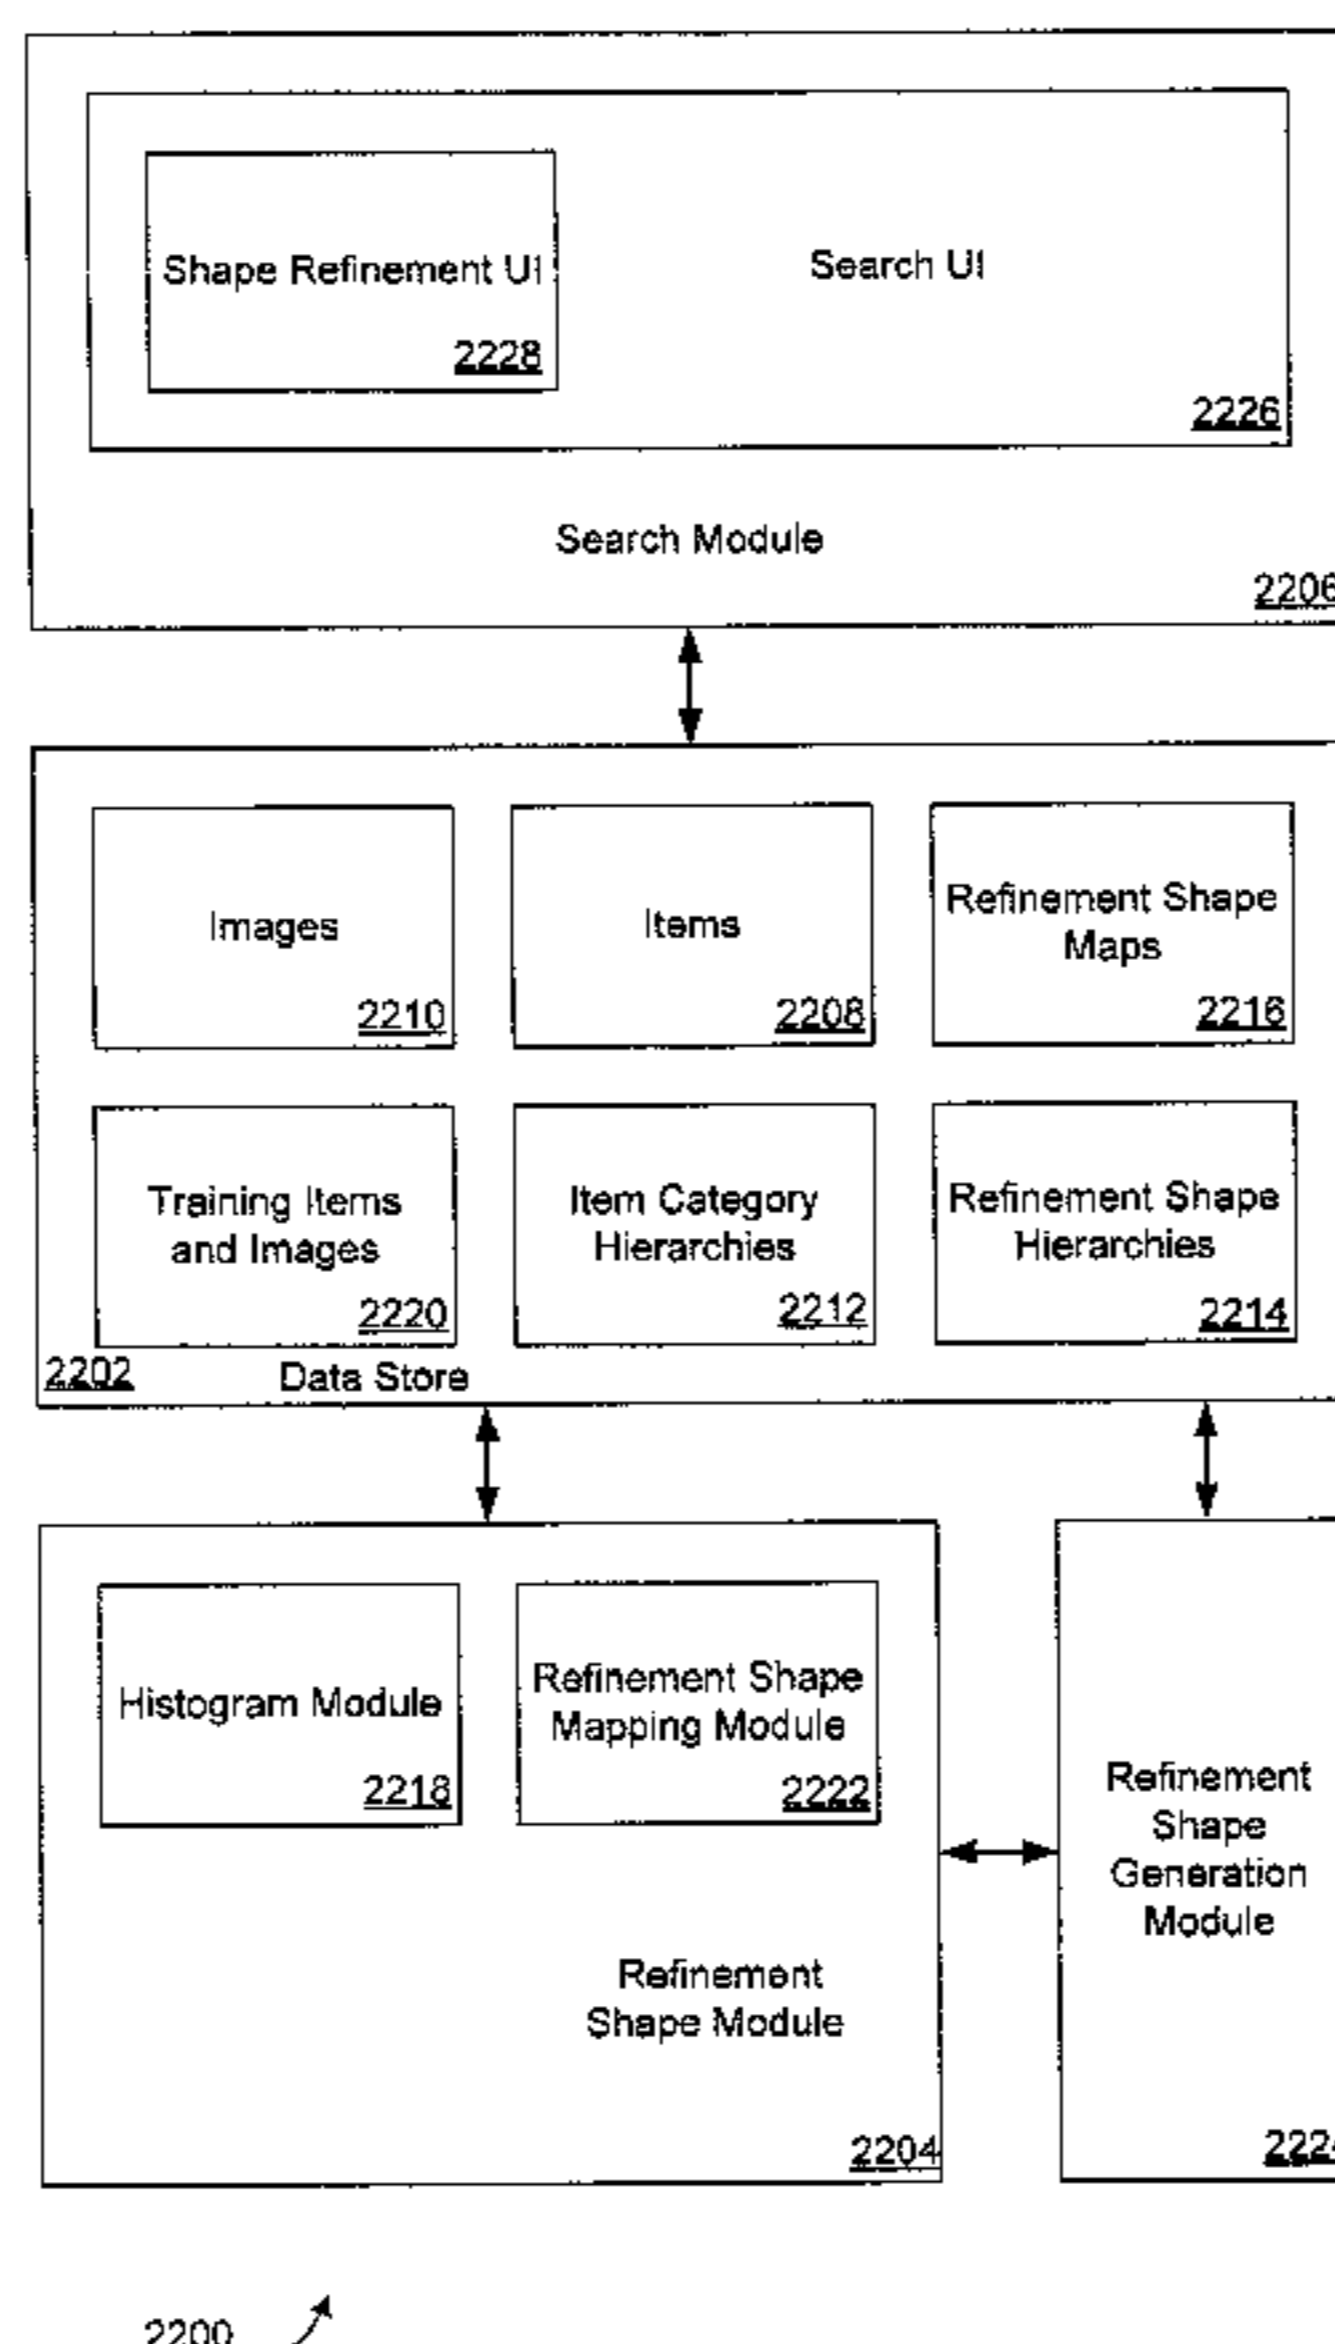 Shape Refinement UI
2228
Search UI
2226
Search Module
2206
Images
2210
Items
2208
Refinement Shape
Maps
2216
Training Items
and Images
2220
Item Category
Hierarchies
2212
Refinement Shape
Hierarchies
2214
2202
Data Store
Histogram Module
2218
Refinement Shape
Mapping Module
2222
Refinement
Shape Module
2204
Refinement
Shape
Generation
Module
2224
2200